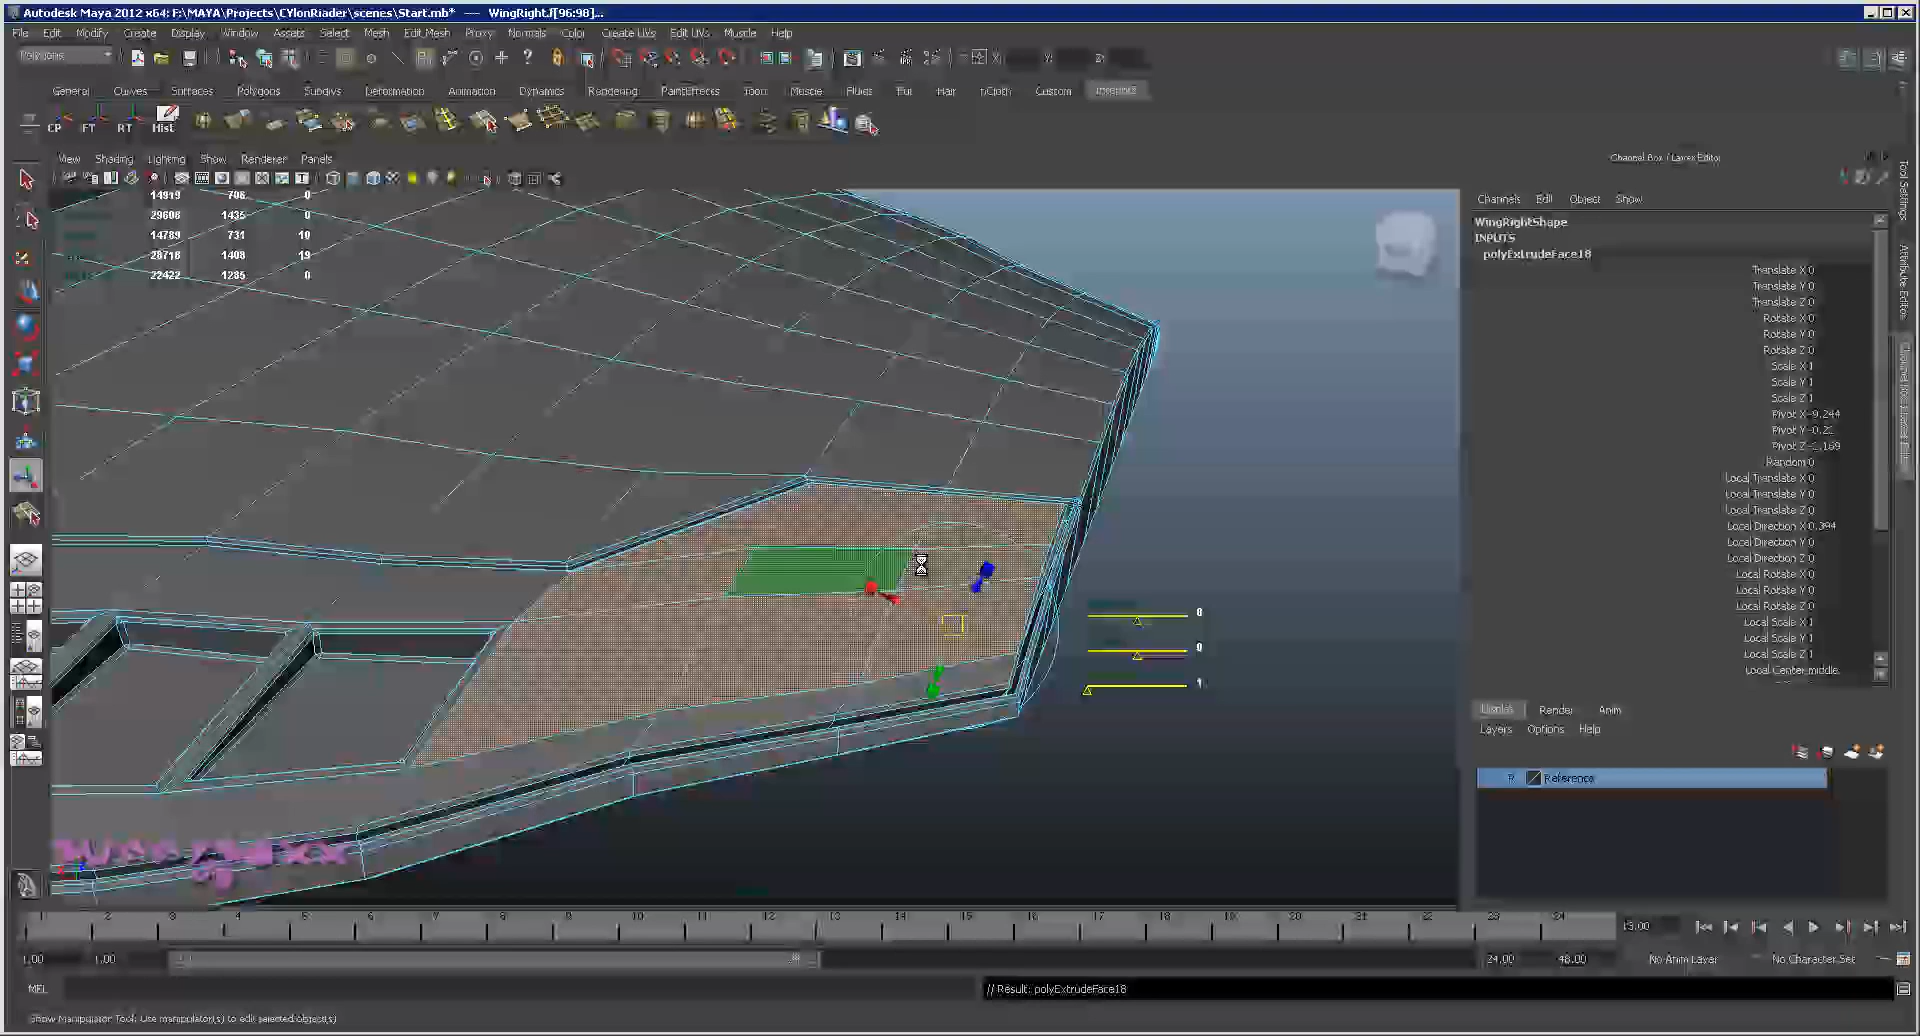 Autodesk Maya 2012 x64: F:\MAYA\Projects\CYlonRiader\scenes\Start.mb* --- WingRight.f[96:98]...
File Edit Modify Create Display Window Assets Select Mesh Edit Mesh Proxy Normals Color Create UVs Edit UVs Muscle Help
Polygons
X: Y: Z:
General Curves Surfaces Polygons Subdivs Deformation Animation Dynamics Rendering PaintEffects Toon Muscle Fluids Fur Hair nCloth Custom
CP FT RT Hist
Channel Box / Layer Editor
View Shading Lighting Show Renderer Panels
14919 706 0
29608 1435 0
14789 731 10
28718 1408 19
22422 1285 0
Channels Edit Object Show
WingRightShape
INPUTS
polyExtrudeFace18
Translate X 0
Translate Y 0
Translate Z 0
Rotate X 0
Rotate Y 0
Rotate Z 0
Scale X 1
Scale Y 1
Scale Z 1
Pivot X -9.244
Pivot Y -0.21
Pivot Z -1.169
Random 0
Local Translate X 0
Local Translate Y 0
Local Translate Z 0
Local Direction X 0.394
Local Direction Y 0
Local Direction Z 0
Local Rotate X 0
Local Rotate Y 0
Local Rotate Z 0
Local Scale X 1
Local Scale Y 1
Local Scale Z 1
Local Center middle
Tool Settings
Attribute Editor
0
0
1
Display Render Anim
Layers Options Help
R Reference
1 2 3 4 5 6 7 8 9 10 11 12 13 14 15 16 17 18 19 20 21 22 23 24
13.00
1.00 1.00 24.00 48.00 No Anim Layer No Character Set
MEL // Result: polyExtrudeFace18
Show Manipulator Tool: Use manipulator(s) to edit selected object(s)